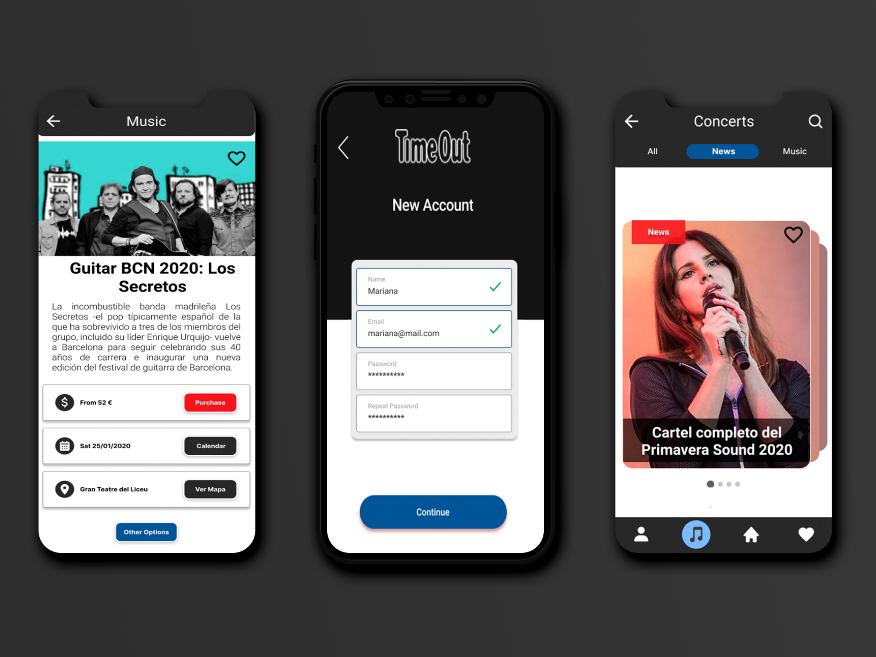 Music
Guitar BCN 2020: Los
Secretos
La incombustible banda madrileña Los
Secretos -el pop típicamente español de la
que ha sobrevivido a tres de los miembros del
grupo, incluido su líder Enrique Urquijo- vuelve
a Barcelona para seguir celebrando sus 40
años de carrera e inaugurar una nueva
edición del festival de guitarra de Barcelona.
$ From 52 € Purchase
Sat 25/01/2020 Calendar
Gran Teatre del Liceu Ver Mapa
Other Options
TimeOut
New Account
Name
Mariana
Email
mariana@mail.com
Password
**********
Repeat Password
**********
Continue
Concerts
All News Music
News
Cartel completo del
Primavera Sound 2020